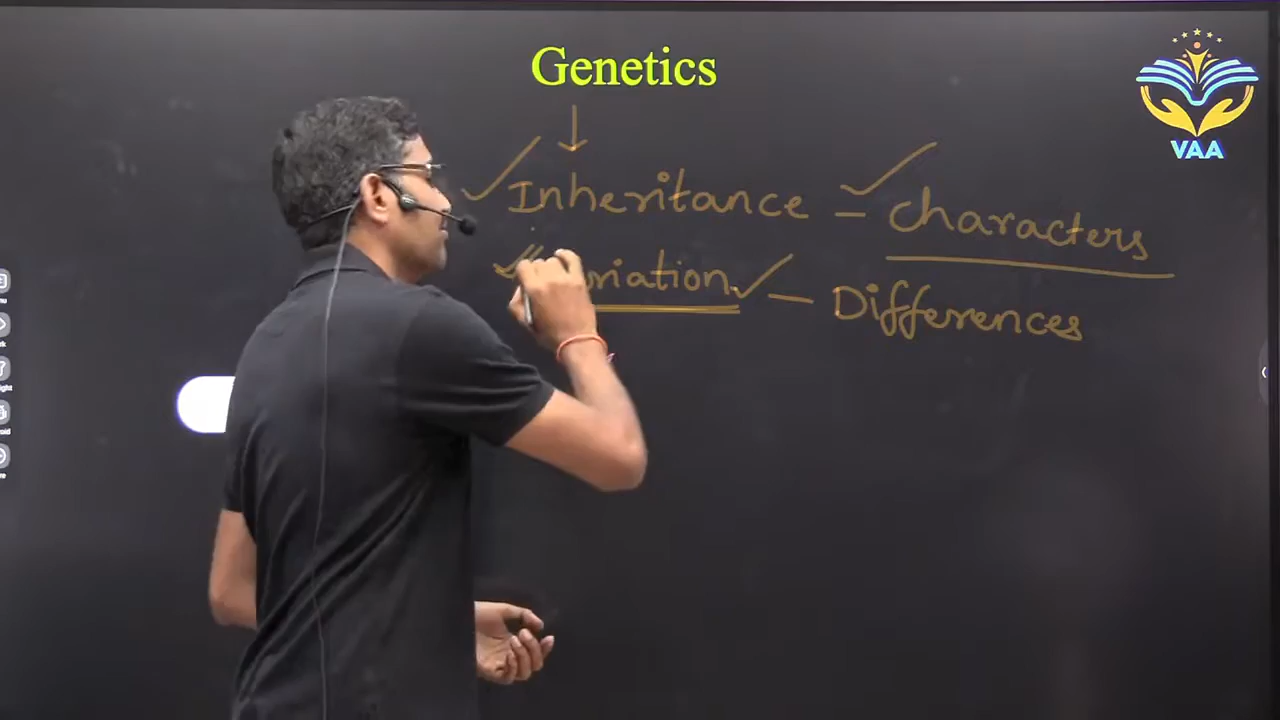 Genetics
VAA
Inheritance - characters
- Differences